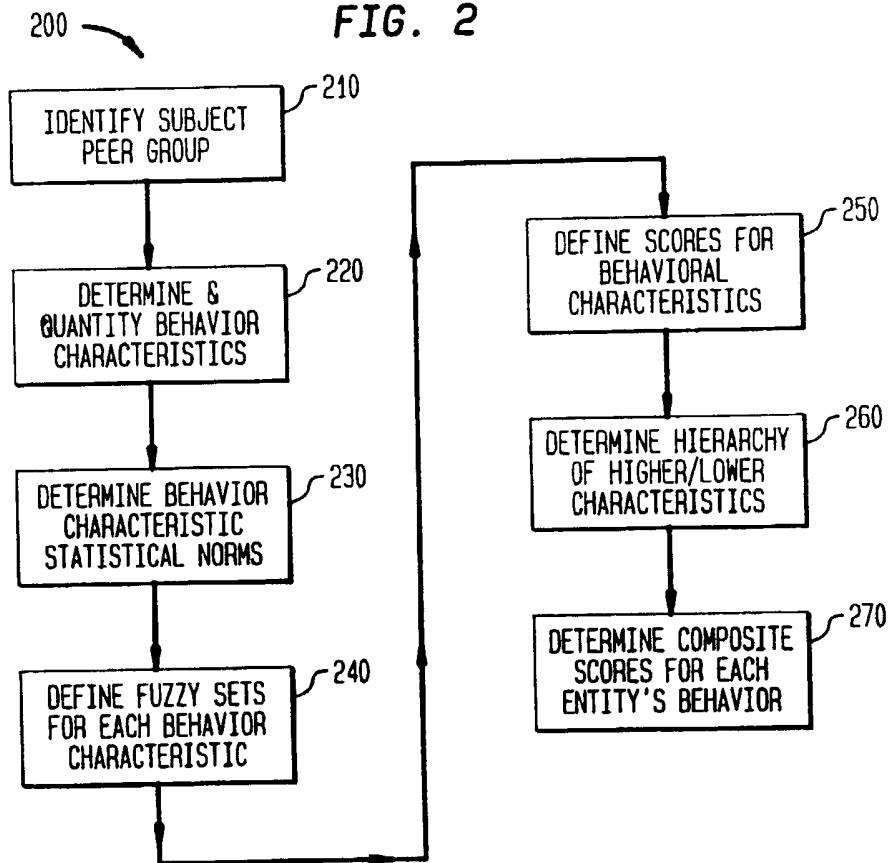 FIG. 2
200
210
IDENTIFY SUBJECT
PEER GROUP
220
DETERMINE &
QUANTITY BEHAVIOR
CHARACTERISTICS
230
DETERMINE BEHAVIOR
CHARACTERISTIC
STATISTICAL NORMS
240
DEFINE FUZZY SETS
FOR EACH BEHAVIOR
CHARACTERISTIC
250
DEFINE SCORES FOR
BEHAVIORAL
CHARACTERISTICS
260
DETERMINE HIERARCHY
OF HIGHER/LOWER
CHARACTERISTICS
270
DETERMINE COMPOSITE
SCORES FOR EACH
ENTITY'S BEHAVIOR